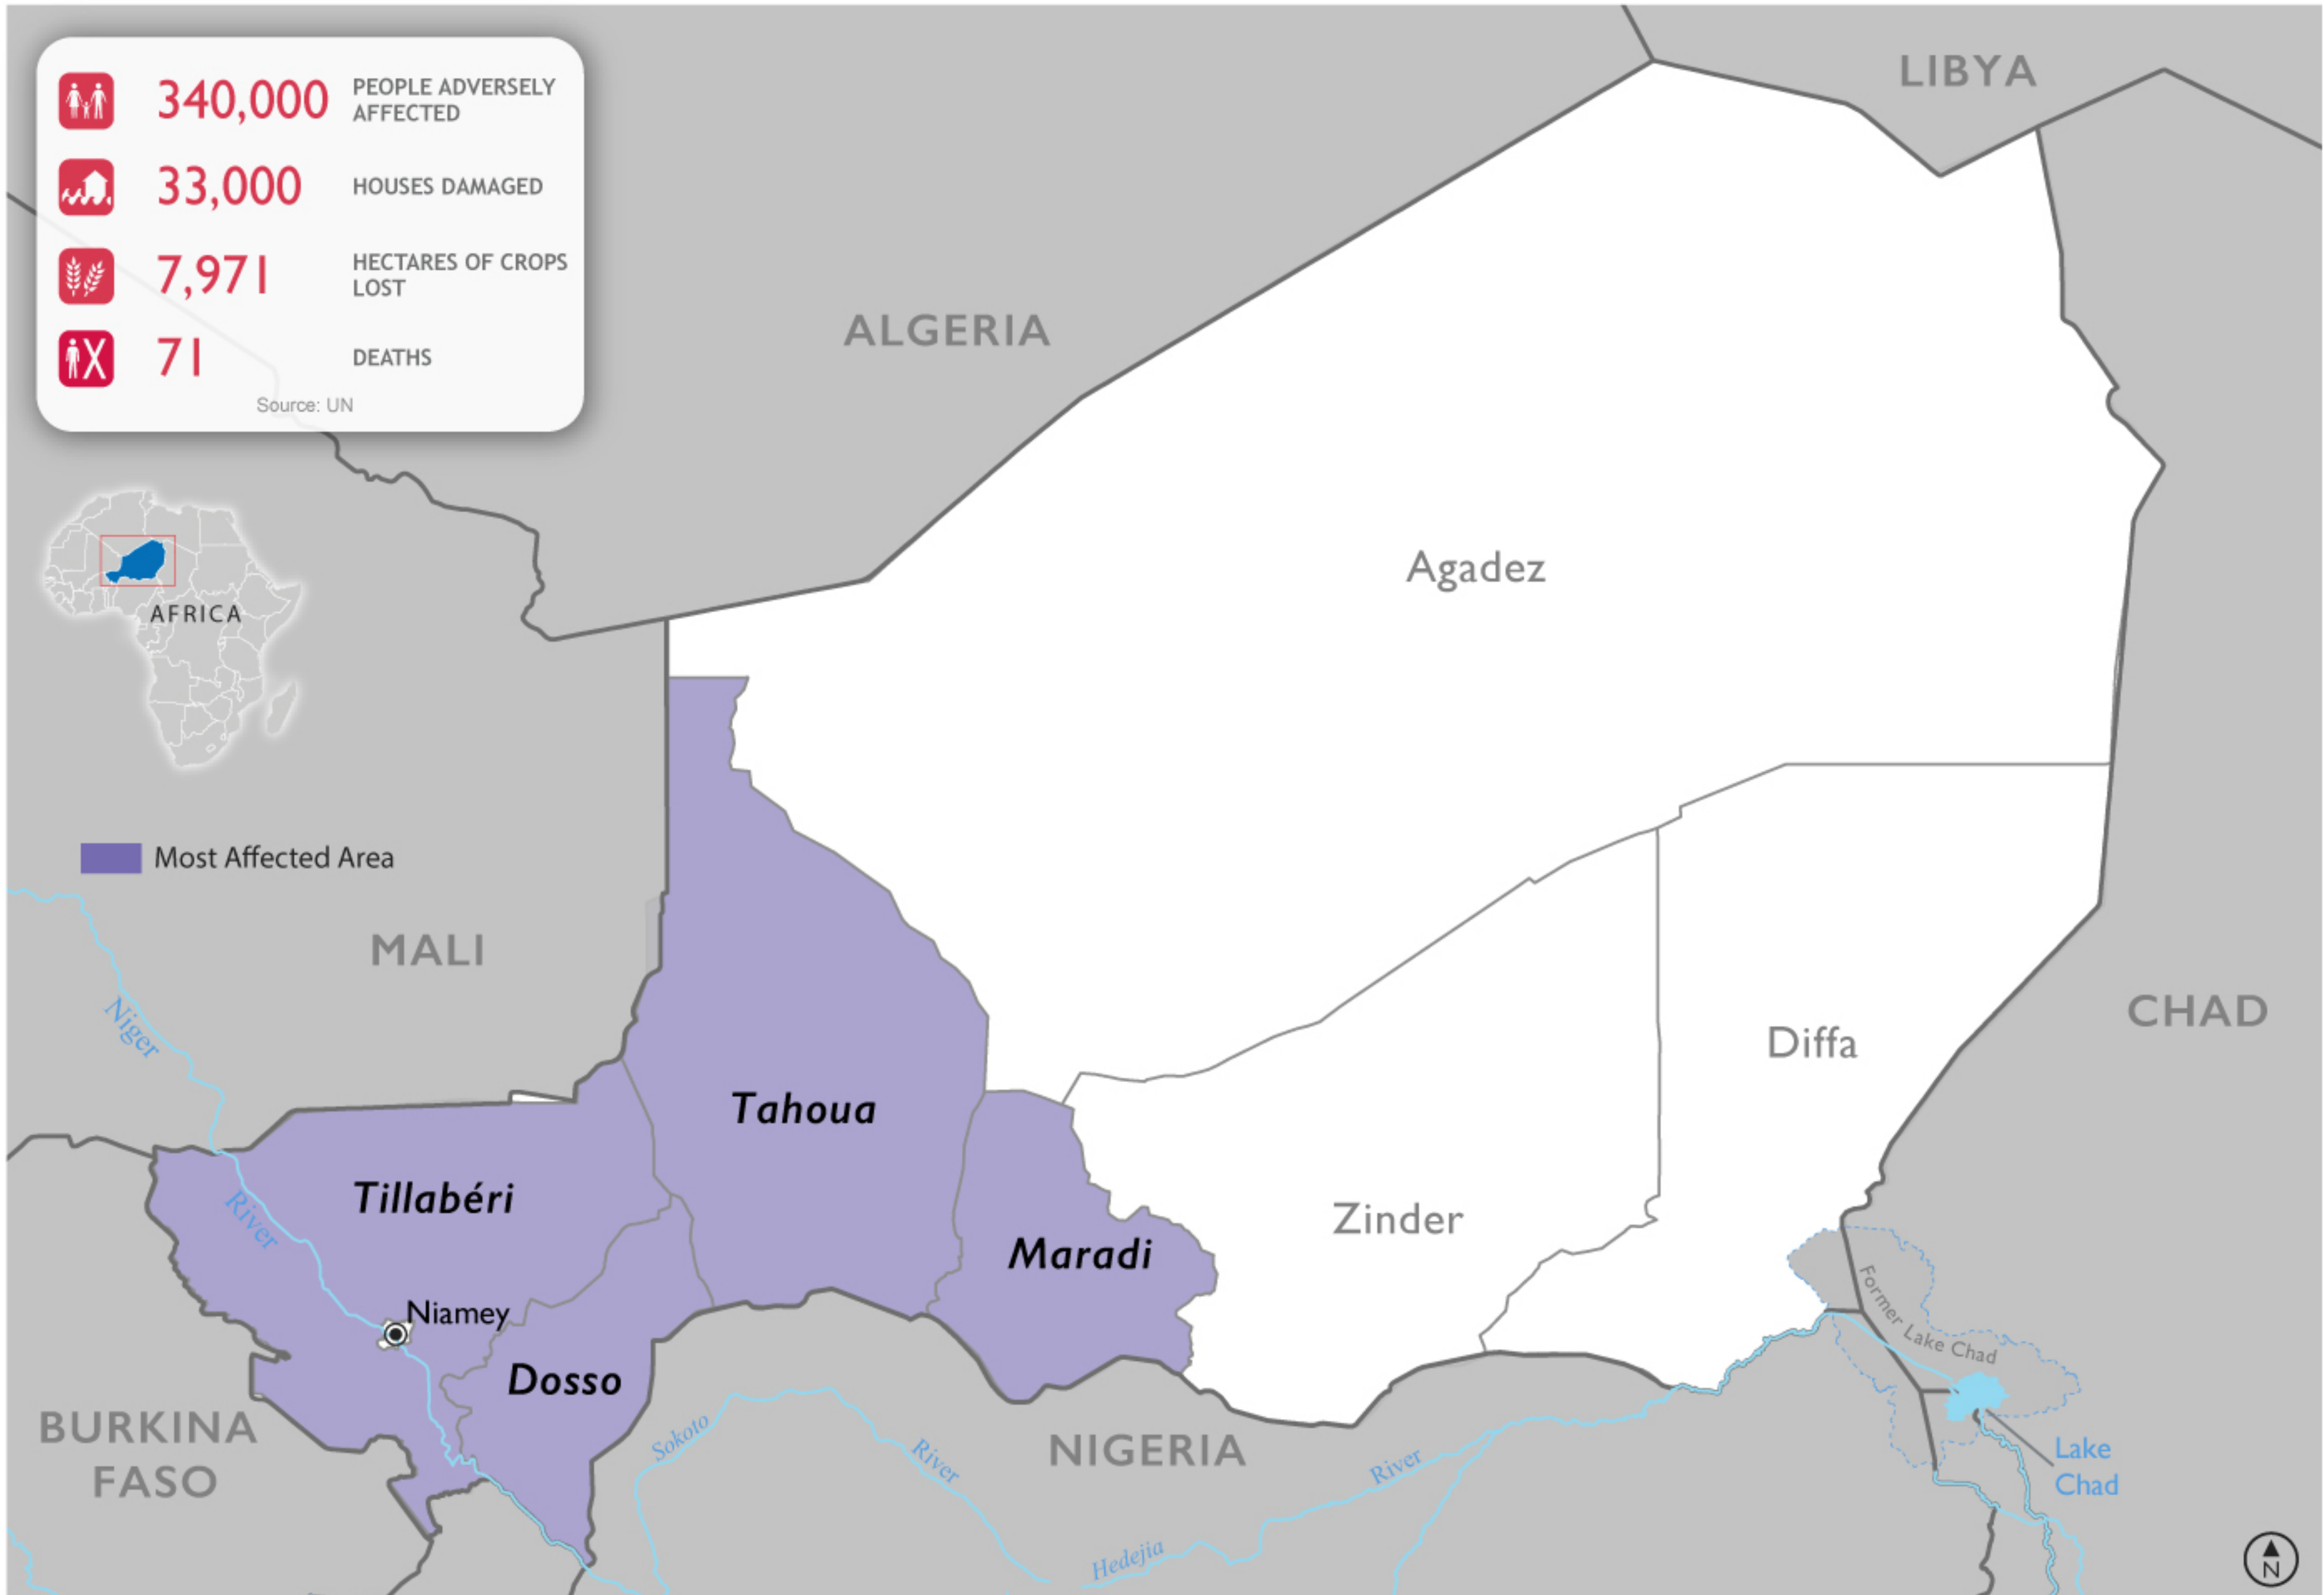 340,000
PEOPLE ADVERSELY
AFFECTED
33,000
HOUSES DAMAGED
7,971
HECTARES OF CROPS
LOST
71
DEATHS
Source: UN
AFRICA
Most Affected Area
LIBYA
ALGERIA
Agadez
MALI
CHAD
Niger
River
Diffa
Tahoua
Tillabéri
Zinder
Maradi
Niamey
Dosso
Former Lake Chad
BURKINA
FASO
NIGERIA
Sokoto
River
Hedejia
River
Lake
Chad
N